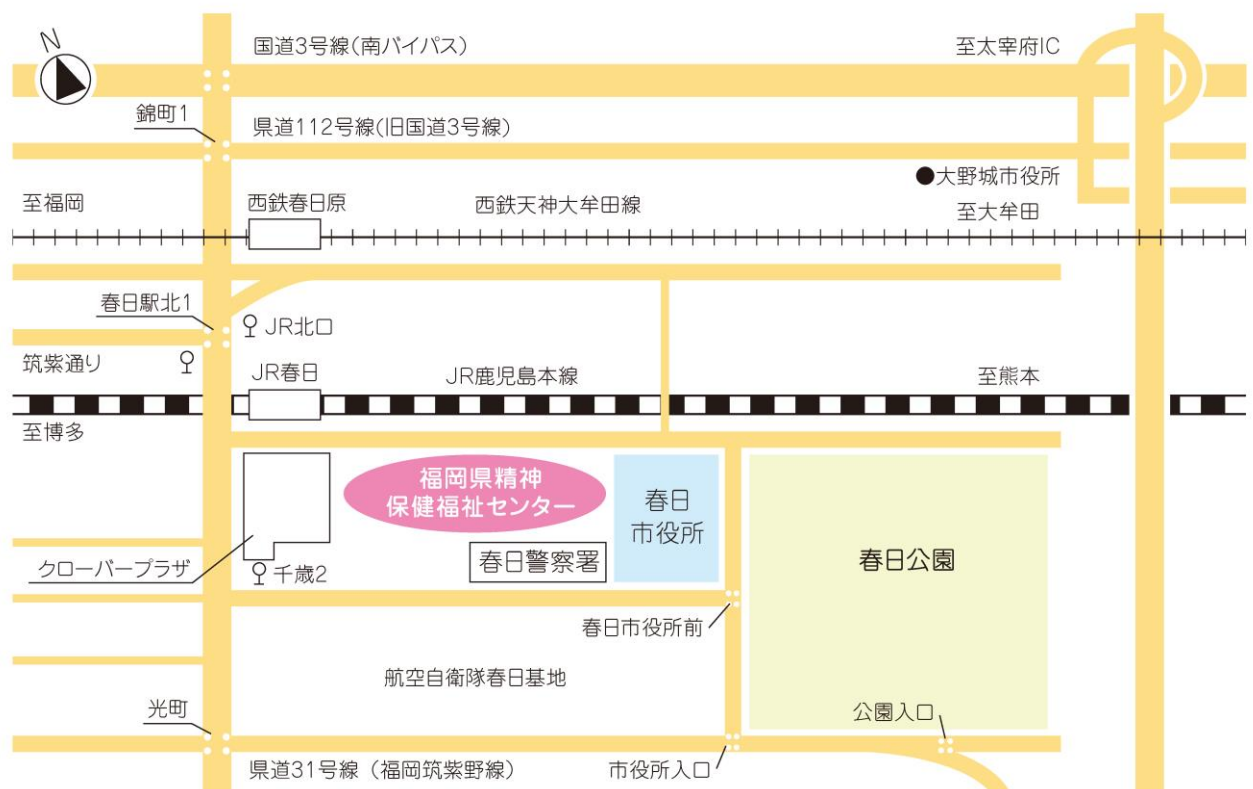 N
国道3号線(南バイパス)
至太宰府IC
錦町1
県道112号線(旧国道3号線)
●大野城市役所
至福岡
西鉄春日原
西鉄天神大牟田線
至大牟田
春日駅北1
JR北口
筑紫通り
JR春日
JR鹿児島本線
至熊本
至博多
福岡県精神
保健福祉センター
春日
市役所
春日警察署
春日公園
クローバープラザ
千歳2
春日市役所前
航空自衛隊春日基地
光町
公園入口
県道31号線（福岡筑紫野線）
市役所入口